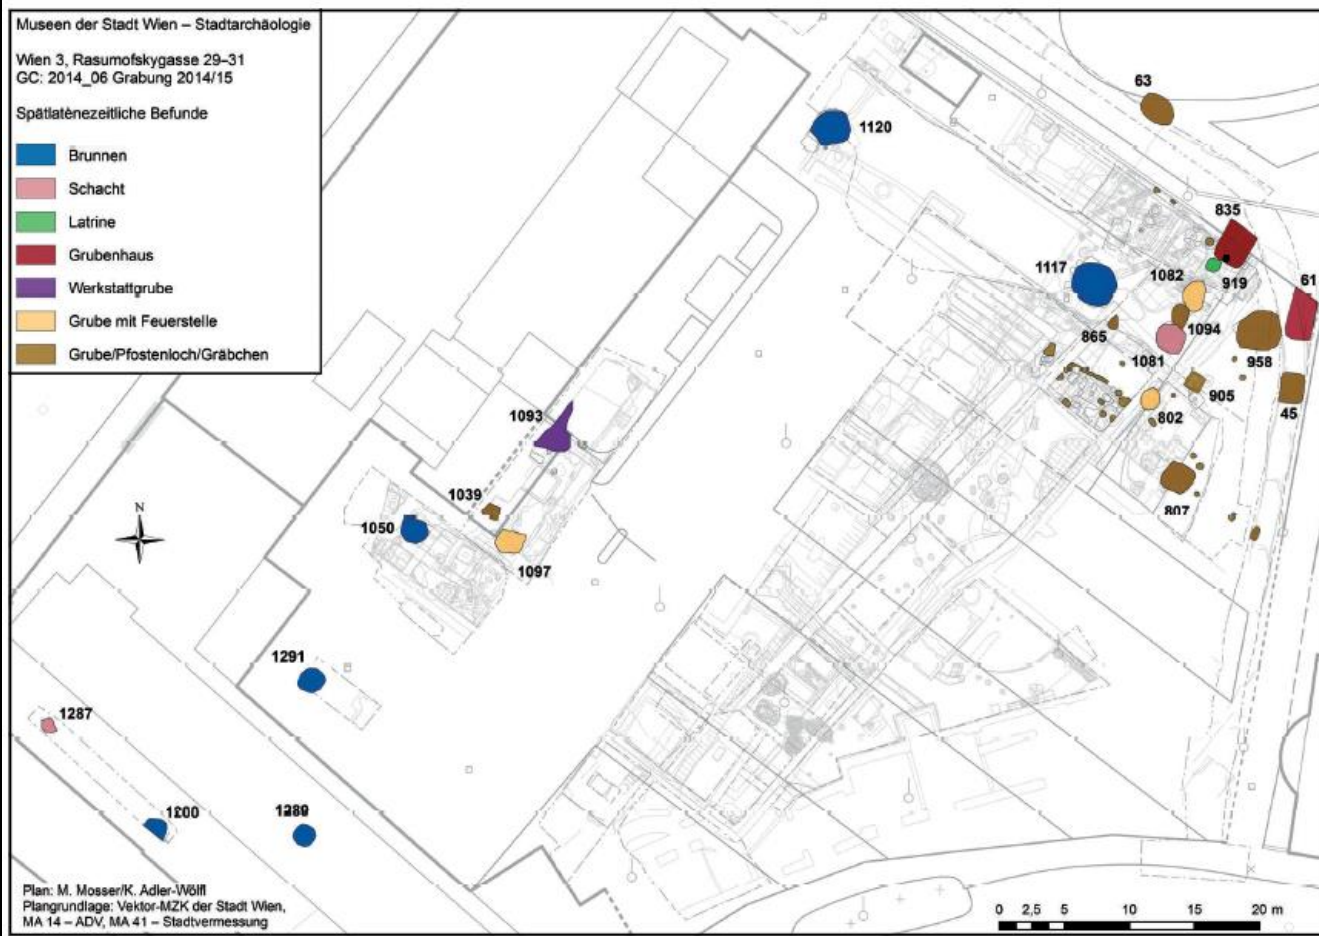 Museen der Stadt Wien – Stadtarchäologie
Wien 3, Rasumofskygasse 29–31
GC: 2014_06 Grabung 2014/15
Spätlatènezeitliche Befunde
Brunnen
Schacht
Latrine
Grubenhaus
Werkstattgrube
Grube mit Feuerstelle
Grube/Pfostenloch/Gräbchen
63
1120
835
1117
1082
919
61
865
1094
1081
958
905
45
802
1093
807
1039
1050
1097
N
1291
1287
Plan: M. Mosser/K. Adler-Wölfl
Plangrundlage: Vektor-MZK der Stadt Wien,
MA 14 – ADV, MA 41 – Stadtvermessung
0 2,5 5 10 15 20 m